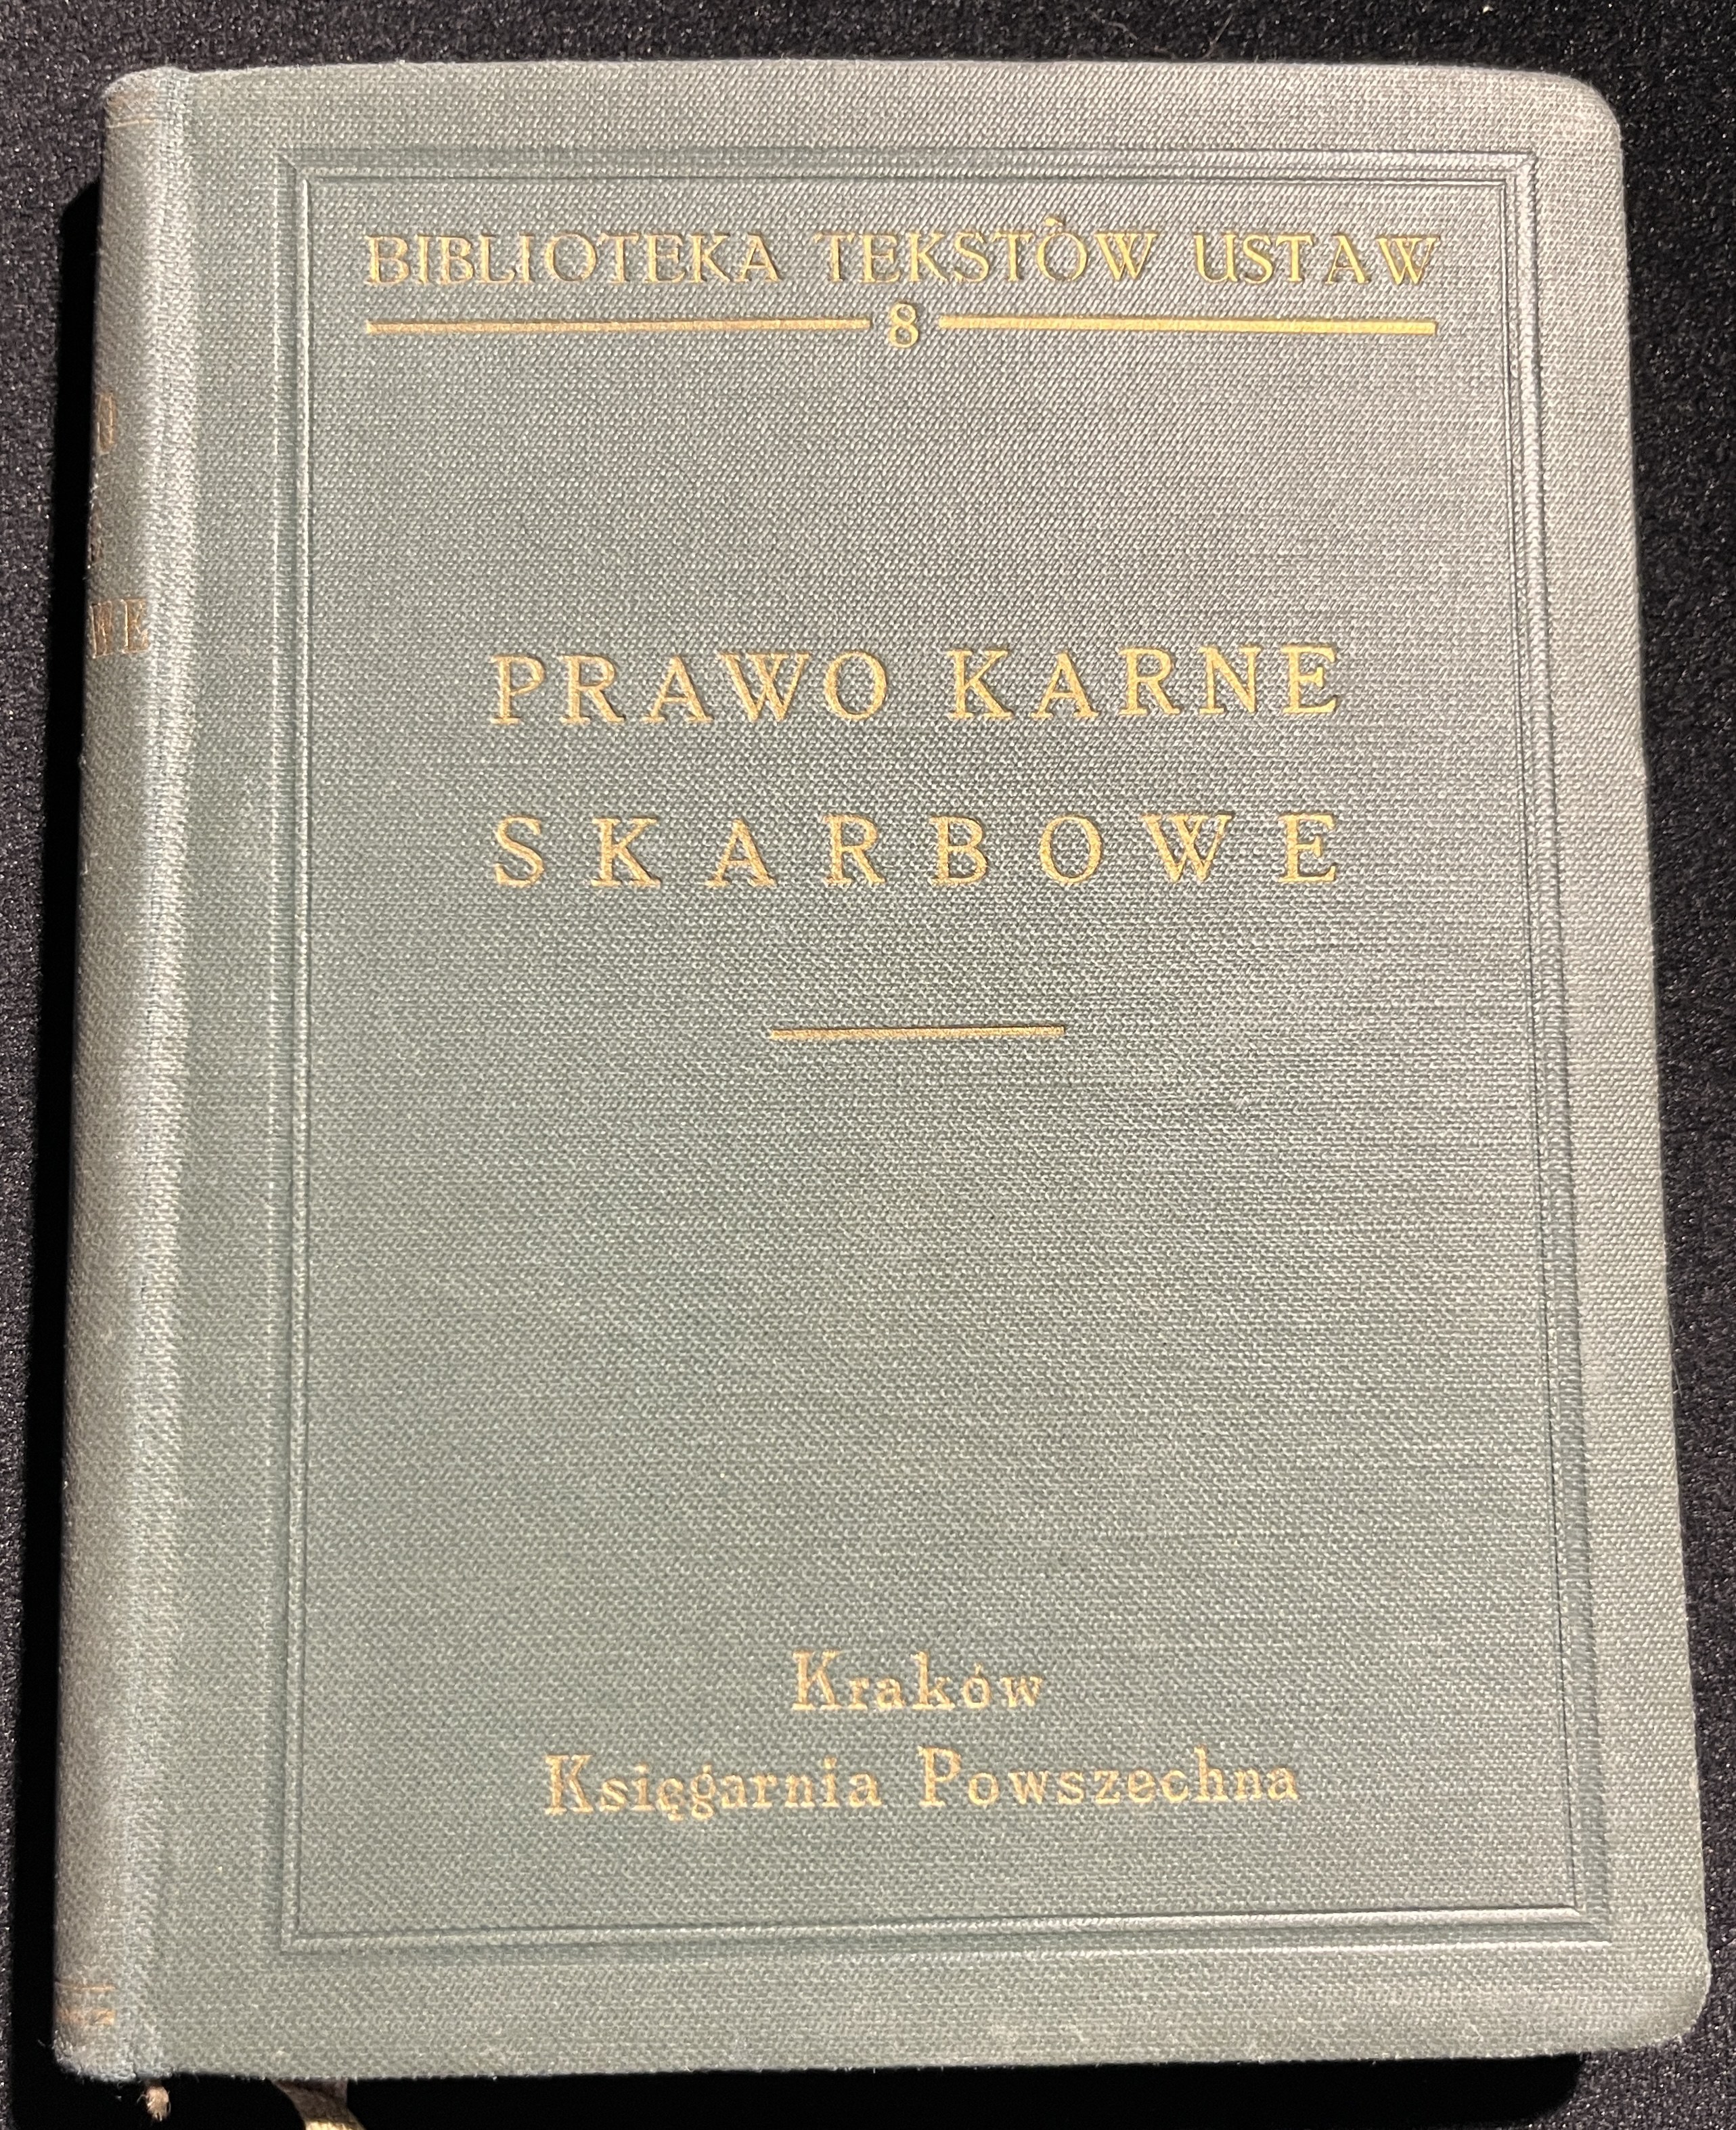 BIBLIOTEKA TEKSTÓW USTAW
8
PRAWO KARNE
SKARBOWE
Kraków
Księgarnia Powszechna